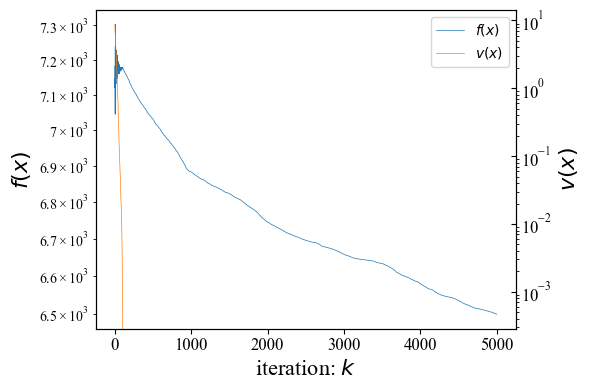 f(x)
v(x)
7.3 × 10³
7.2 × 10³
7.1 × 10³
7 × 10³
6.9 × 10³
6.8 × 10³
6.7 × 10³
6.6 × 10³
6.5 × 10³
f(x)
10¹
10⁰
10⁻¹
10⁻²
10⁻³
v(x)
0 1000 2000 3000 4000 5000
iteration: k